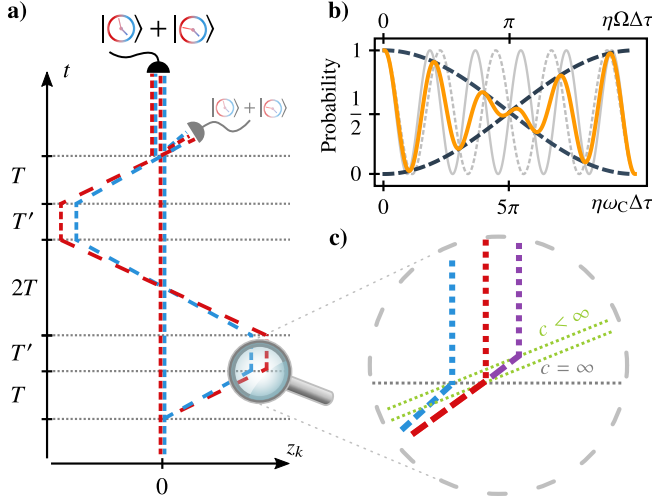 a)
|⟩ + |⟩
t
|⟩ + |⟩
T
T′
2T
T′
T
0
z_k
b)
0 π ηΩΔτ
Probability
1
1/2
0
0 5π ηω_CΔτ
c)
c < ∞
c = ∞